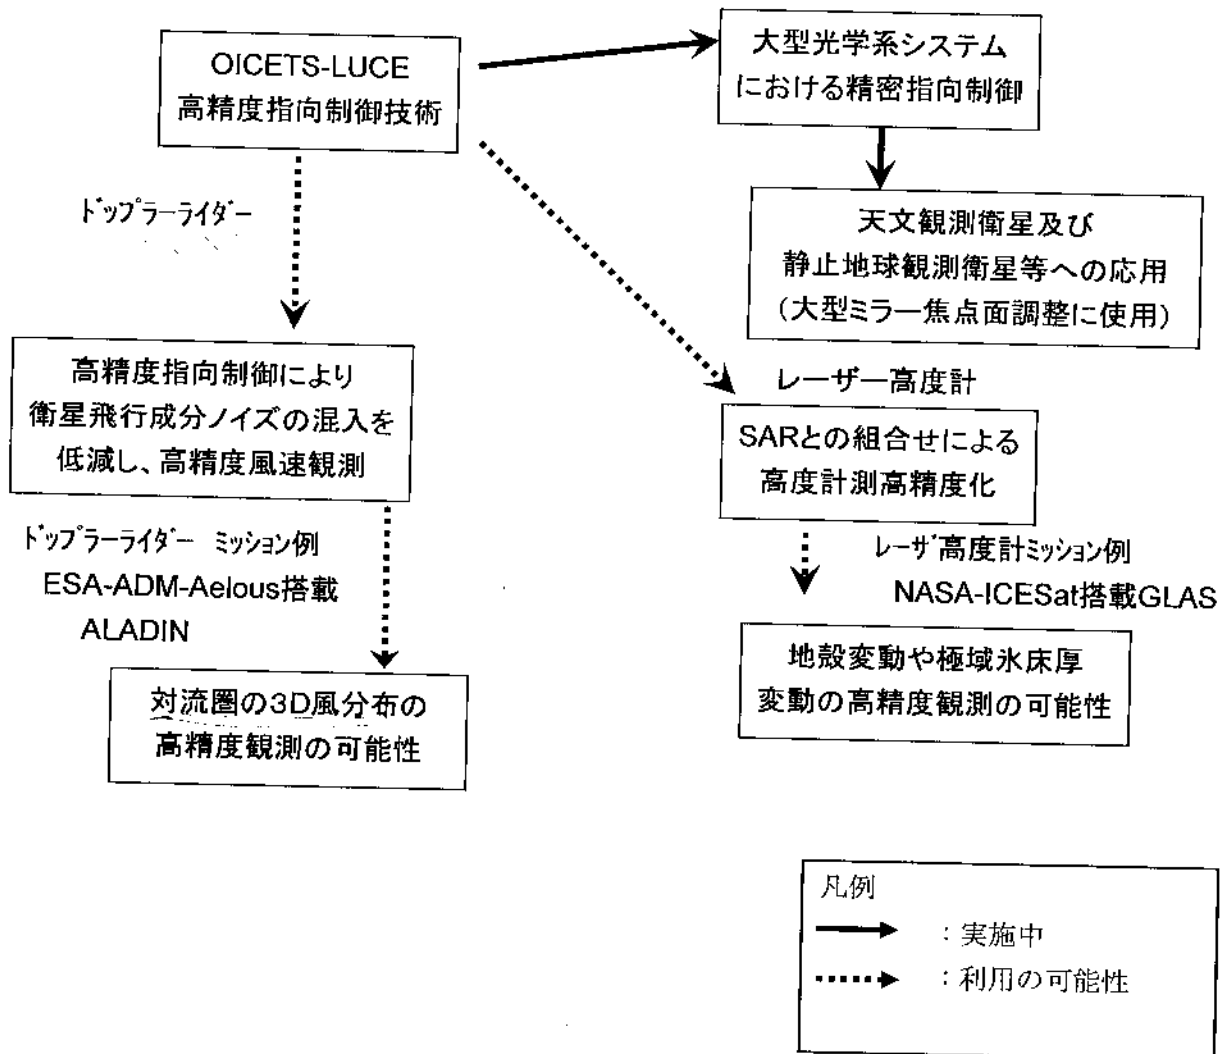 OICETS-LUCE
高精度指向制御技術
大型光学系システム
における精密指向制御
ドップラーライダー
天文観測衛星及び
静止地球観測衛星等への応用
(大型ミラー焦点面調整に使用)
高精度指向制御により
衛星飛行成分ノイズの混入を
低減し、高精度風速観測
レーザー高度計
SARとの組合せによる
高度計測高精度化
ドップラーライダー ミッション例
ESA-ADM-Aelous搭載
ALADIN
レーザ高度計ミッション例
NASA-ICESat搭載GLAS
対流圏の3D風分布の
高精度観測の可能性
地殻変動や極域氷床厚
変動の高精度観測の可能性
凡例
：実施中
：利用の可能性